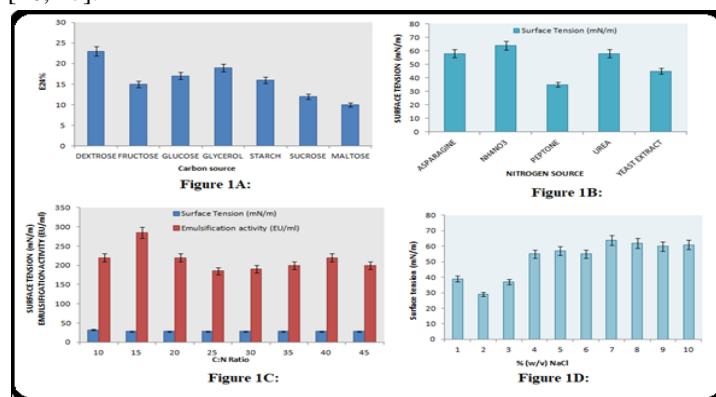 30
25
20
15
10
5
0
E24%
DEXTROSE FRUCTOSE GLUCOSE GLYCEROL STARCH SUCROSE MALTOSE
Carbon source
Figure 1A:
80
70
60
50
40
30
20
10
0
SURFACE TENSION (mN/m)
Surface Tension (mN/m)
ASPARAGINE NH4NO3 PEPTONE UREA YEAST EXTRACT
NITROGEN SOURCE
Figure 1B:
350
300
250
200
150
100
50
0
SURFACE TENSION (mN/m)
EMULSIFICATION ACTIVITY (EU/ml)
Surface Tension (mN/m)
Emulsification activity (EU/ml)
10 15 20 25 30 35 40 45
C:N Ratio
Figure 1C:
80
70
60
50
40
30
20
10
0
Surface tension (mN/m)
1 2 3 4 5 6 7 8 9 10
% (w/v) NaCl
Figure 1D: